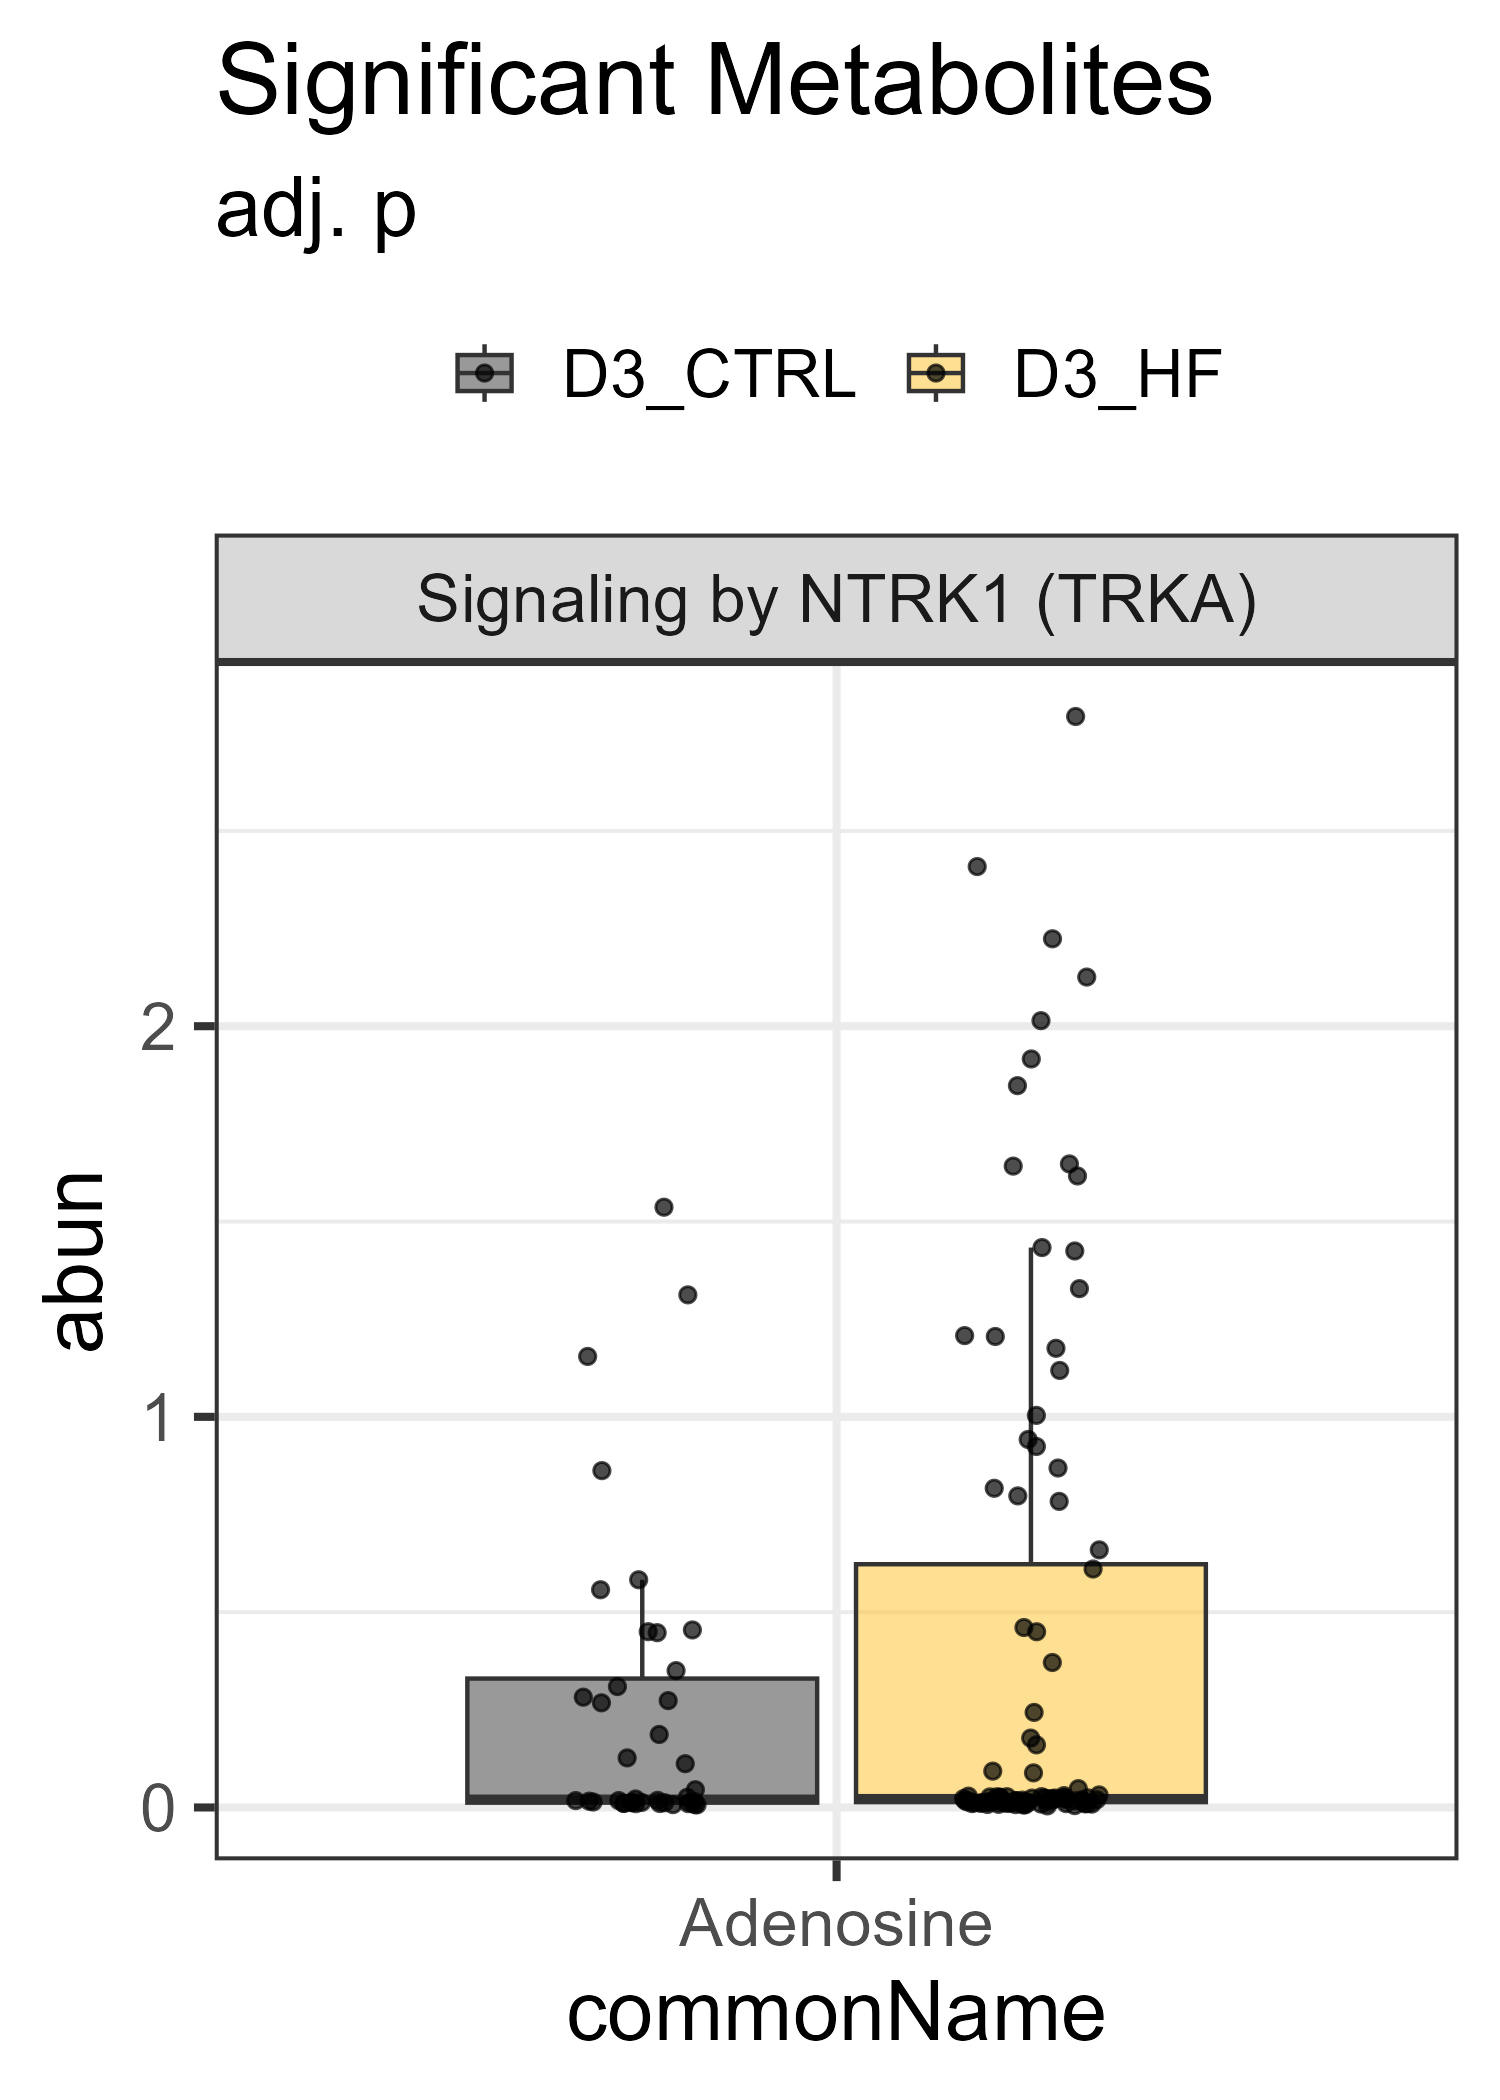 Significant Metabolites
adj. p
D3_CTRL D3_HF
Signaling by NTRK1 (TRKA)
2
1
0
abun
Adenosine
commonName